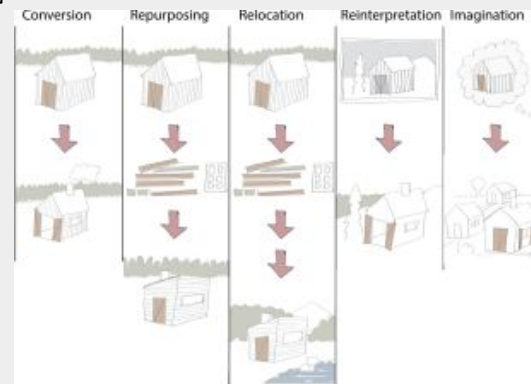 Conversion
Repurposing
Relocation
Reinterpretation
Imagination